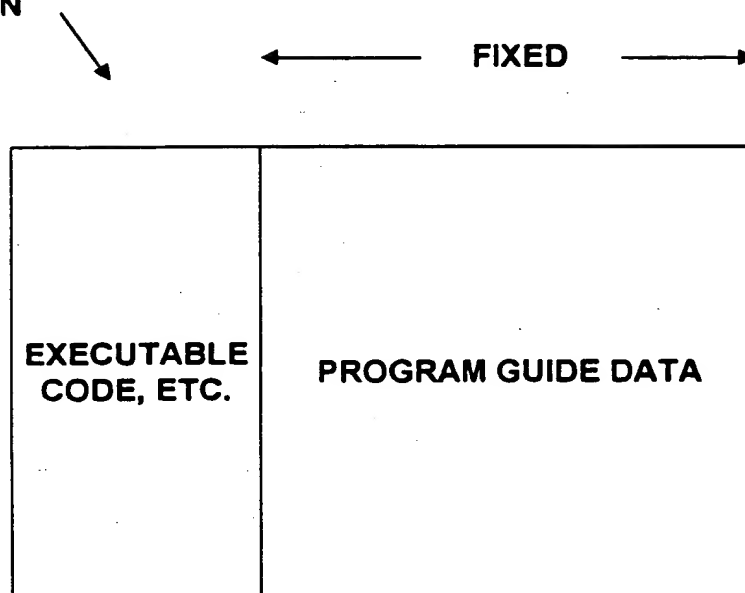 N
FIXED
EXECUTABLE
CODE, ETC.
PROGRAM GUIDE DATA